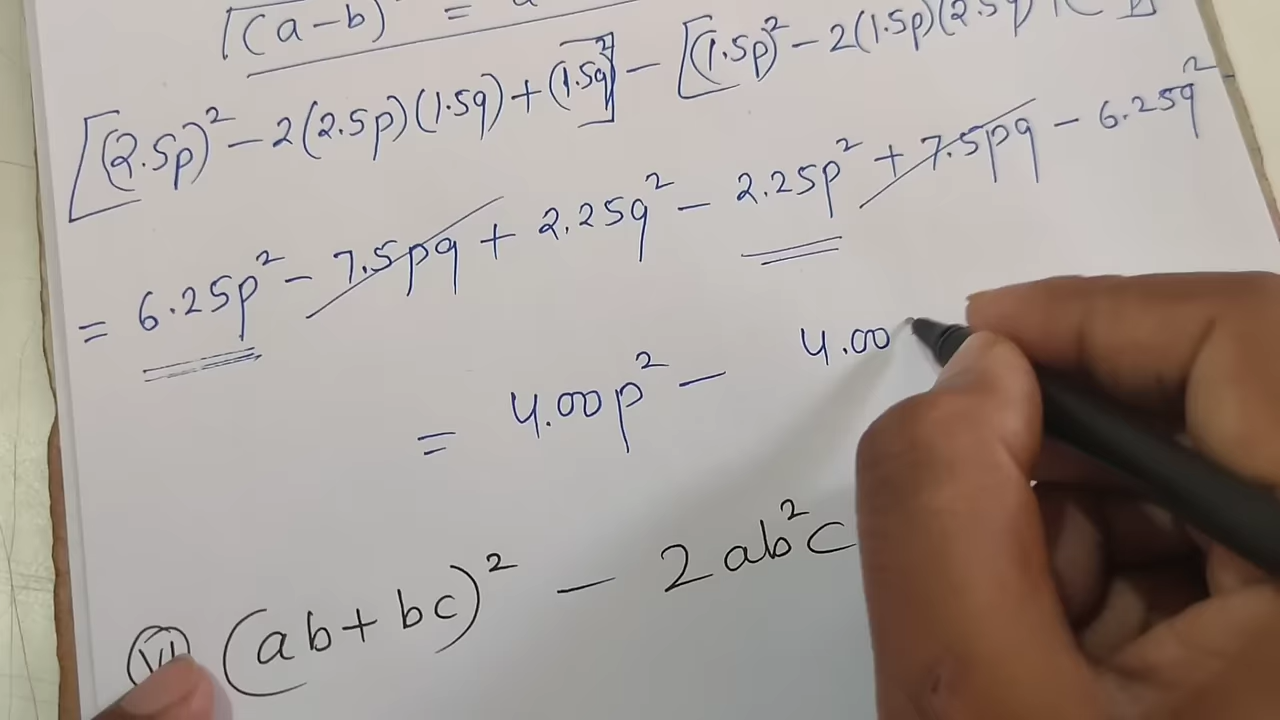 (a-b) =
[(2.5p)² - 2(2.5p)(1.5q) + (1.5q)²] - [(1.5p)² - 2(1.5p)(2.5q)
= 6.25p² - 7.5pq + 2.25q² - 2.25p² + 7.5pq - 6.25q²
= 4.00p² - 4.00
(vi) (ab + bc)² - 2ab²c